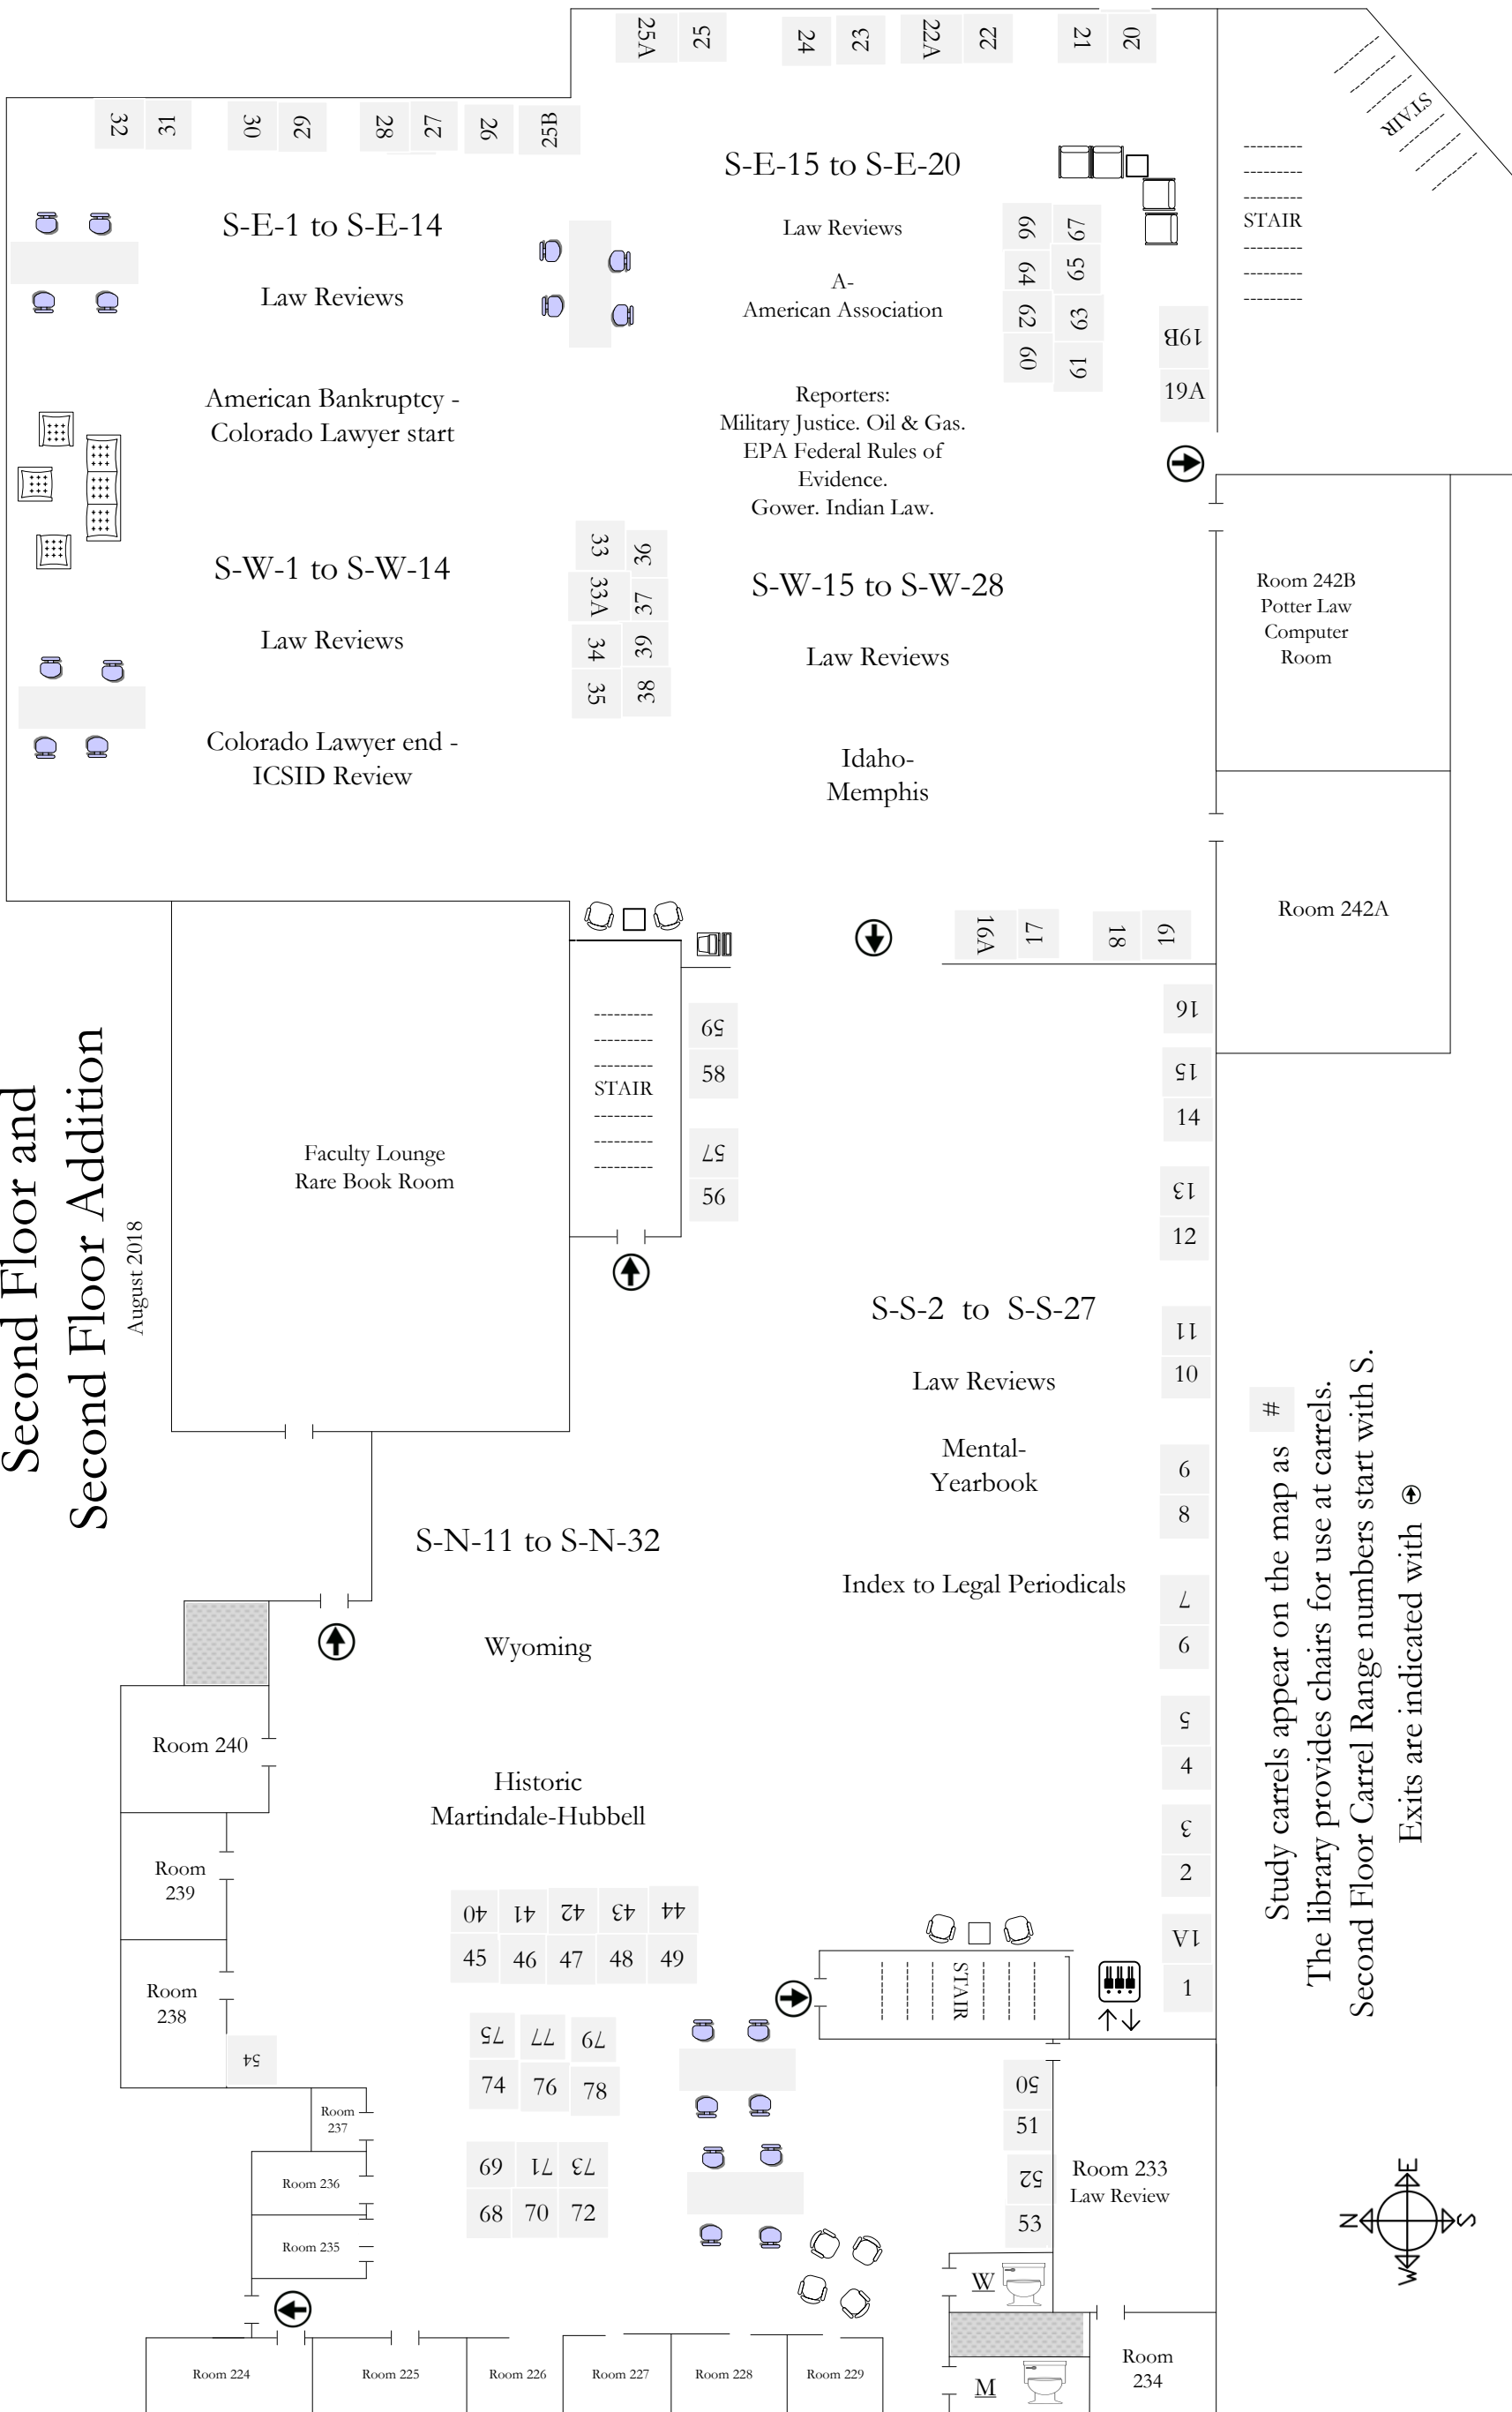 25A
25
24
23
22A
22
21
20
STAIR
STAIR
32
31
30
29
28
27
26
25B
S-E-15 to S-E-20
Law Reviews
A-
American Association
Reporters:
Military Justice. Oil & Gas.
EPA Federal Rules of
Evidence.
Gower. Indian Law.
S-E-1 to S-E-14
Law Reviews
American Bankruptcy -
Colorado Lawyer start
66
67
64
65
62
63
60
61
19B
19A
S-W-1 to S-W-14
Law Reviews
Colorado Lawyer end -
ICSID Review
33
36
33A
37
34
39
35
38
S-W-15 to S-W-28
Law Reviews
Idaho-
Memphis
Room 242B
Potter Law
Computer
Room
Room 242A
19A
17
18
19
16
15
14
13
12
11
10
9
8
7
6
5
4
3
2
1A
1
59
58
57
56
STAIR
Faculty Lounge
Rare Book Room
Second Floor and
Second Floor Addition
August 2018
S-S-2 to S-S-27
Law Reviews
Mental-
Yearbook
Index to Legal Periodicals
S-N-11 to S-N-32
Wyoming
Historic
Martindale-Hubbell
#
Study carrels appear on the map as
The library provides chairs for use at carrels.
Second Floor Carrel Range numbers start with S.
Exits are indicated with
Room 240
Room
239
Room
238
54
Room
237
Room 236
Room 235
40
41
42
43
44
45
46
47
48
49
75
77
79
74
76
78
69
71
73
68
70
72
STAIR
50
51
52
53
Room 233
Law Review
W
M
Room
234
Room 224
Room 225
Room 226
Room 227
Room 228
Room 229
N
E
S
W